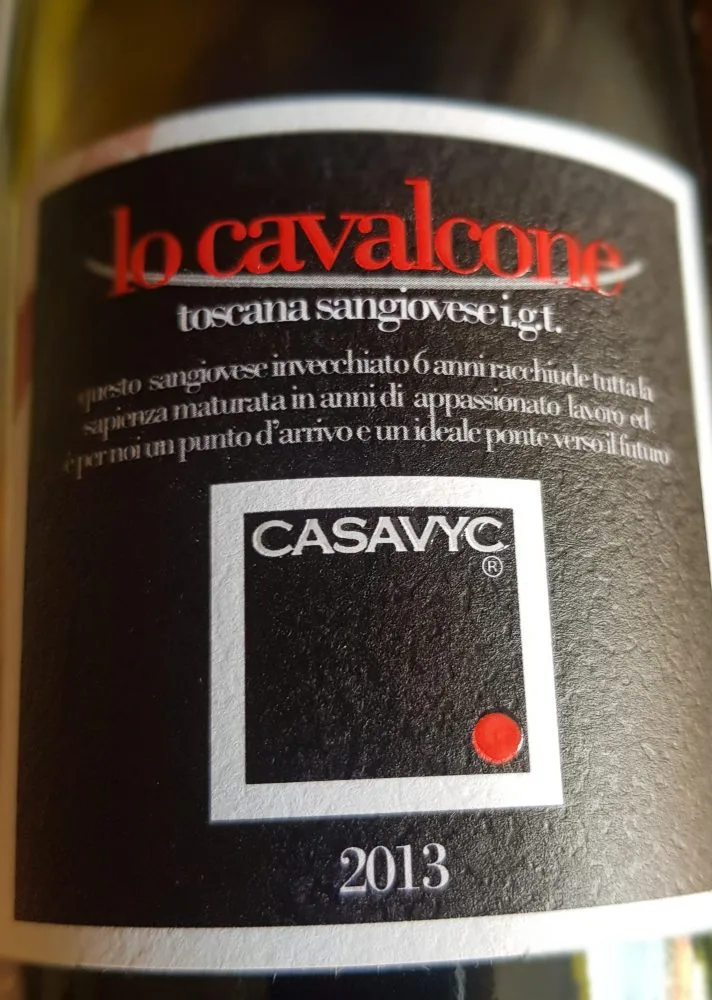 lo cavalcone
toscana sangiovese i.g.t.
questo sangiovese invecchiato 6 anni racchiude tutta la
sapienza maturata in anni di appassionato lavoro ed
è per noi un punto d'arrivo e un ideale ponte verso il futuro
CASAVYC
®
2013